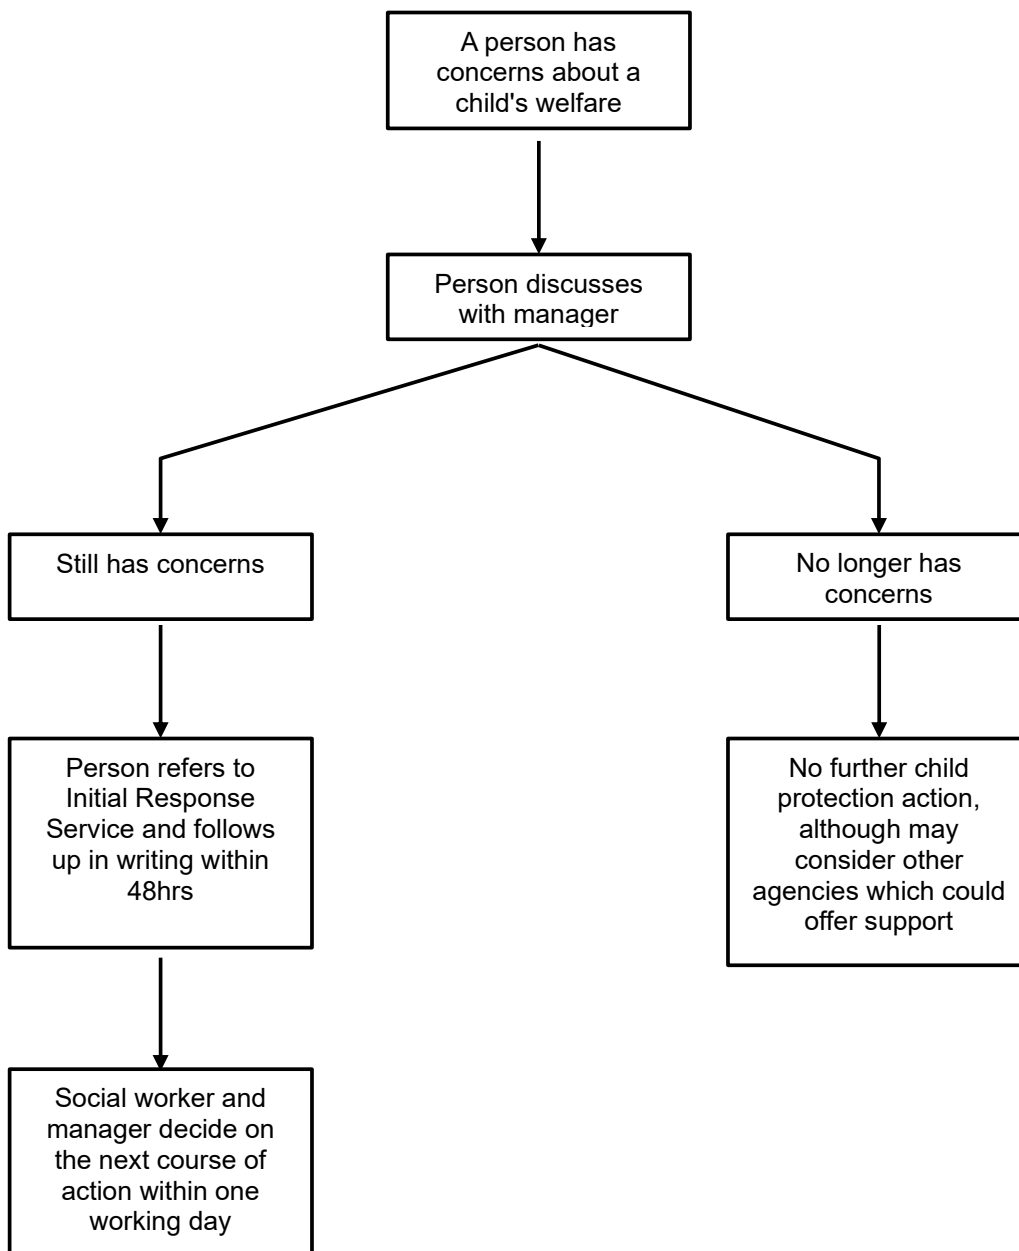 A person has
concerns about a
child's welfare
Person discusses
with manager
Still has concerns
No longer has
concerns
Person refers to
Initial Response
Service and follows
up in writing within
48hrs
No further child
protection action,
although may
consider other
agencies which could
offer support
Social worker and
manager decide on
the next course of
action within one
working day